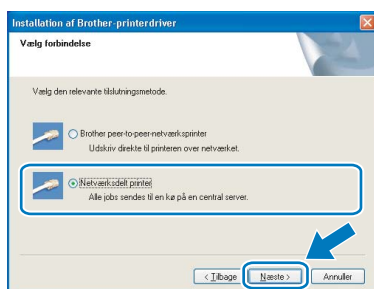 Installation af Brother-printerdriver
Vælg forbindelse
Vælg den relevante tilslutningsmetode.
Brother peer-to-peer-netværksprinter
Udskriv direkte til printeren over netværket.
Netværksdelt printer
Alle jobs sendes til en kø på en central server.
< Tilbage
Næste >
Annuller